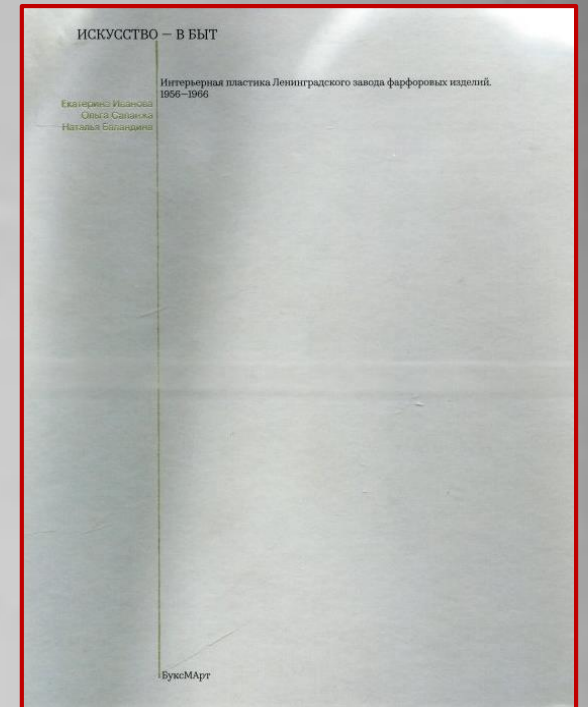 ИСКУССТВО — В БЫТ
Интерьерная пластика Ленинградского завода фарфоровых изделий.
1956—1966
Екатерина Иванова
Ольга Сапанжа
Наталья Баландина
БуксМАрт